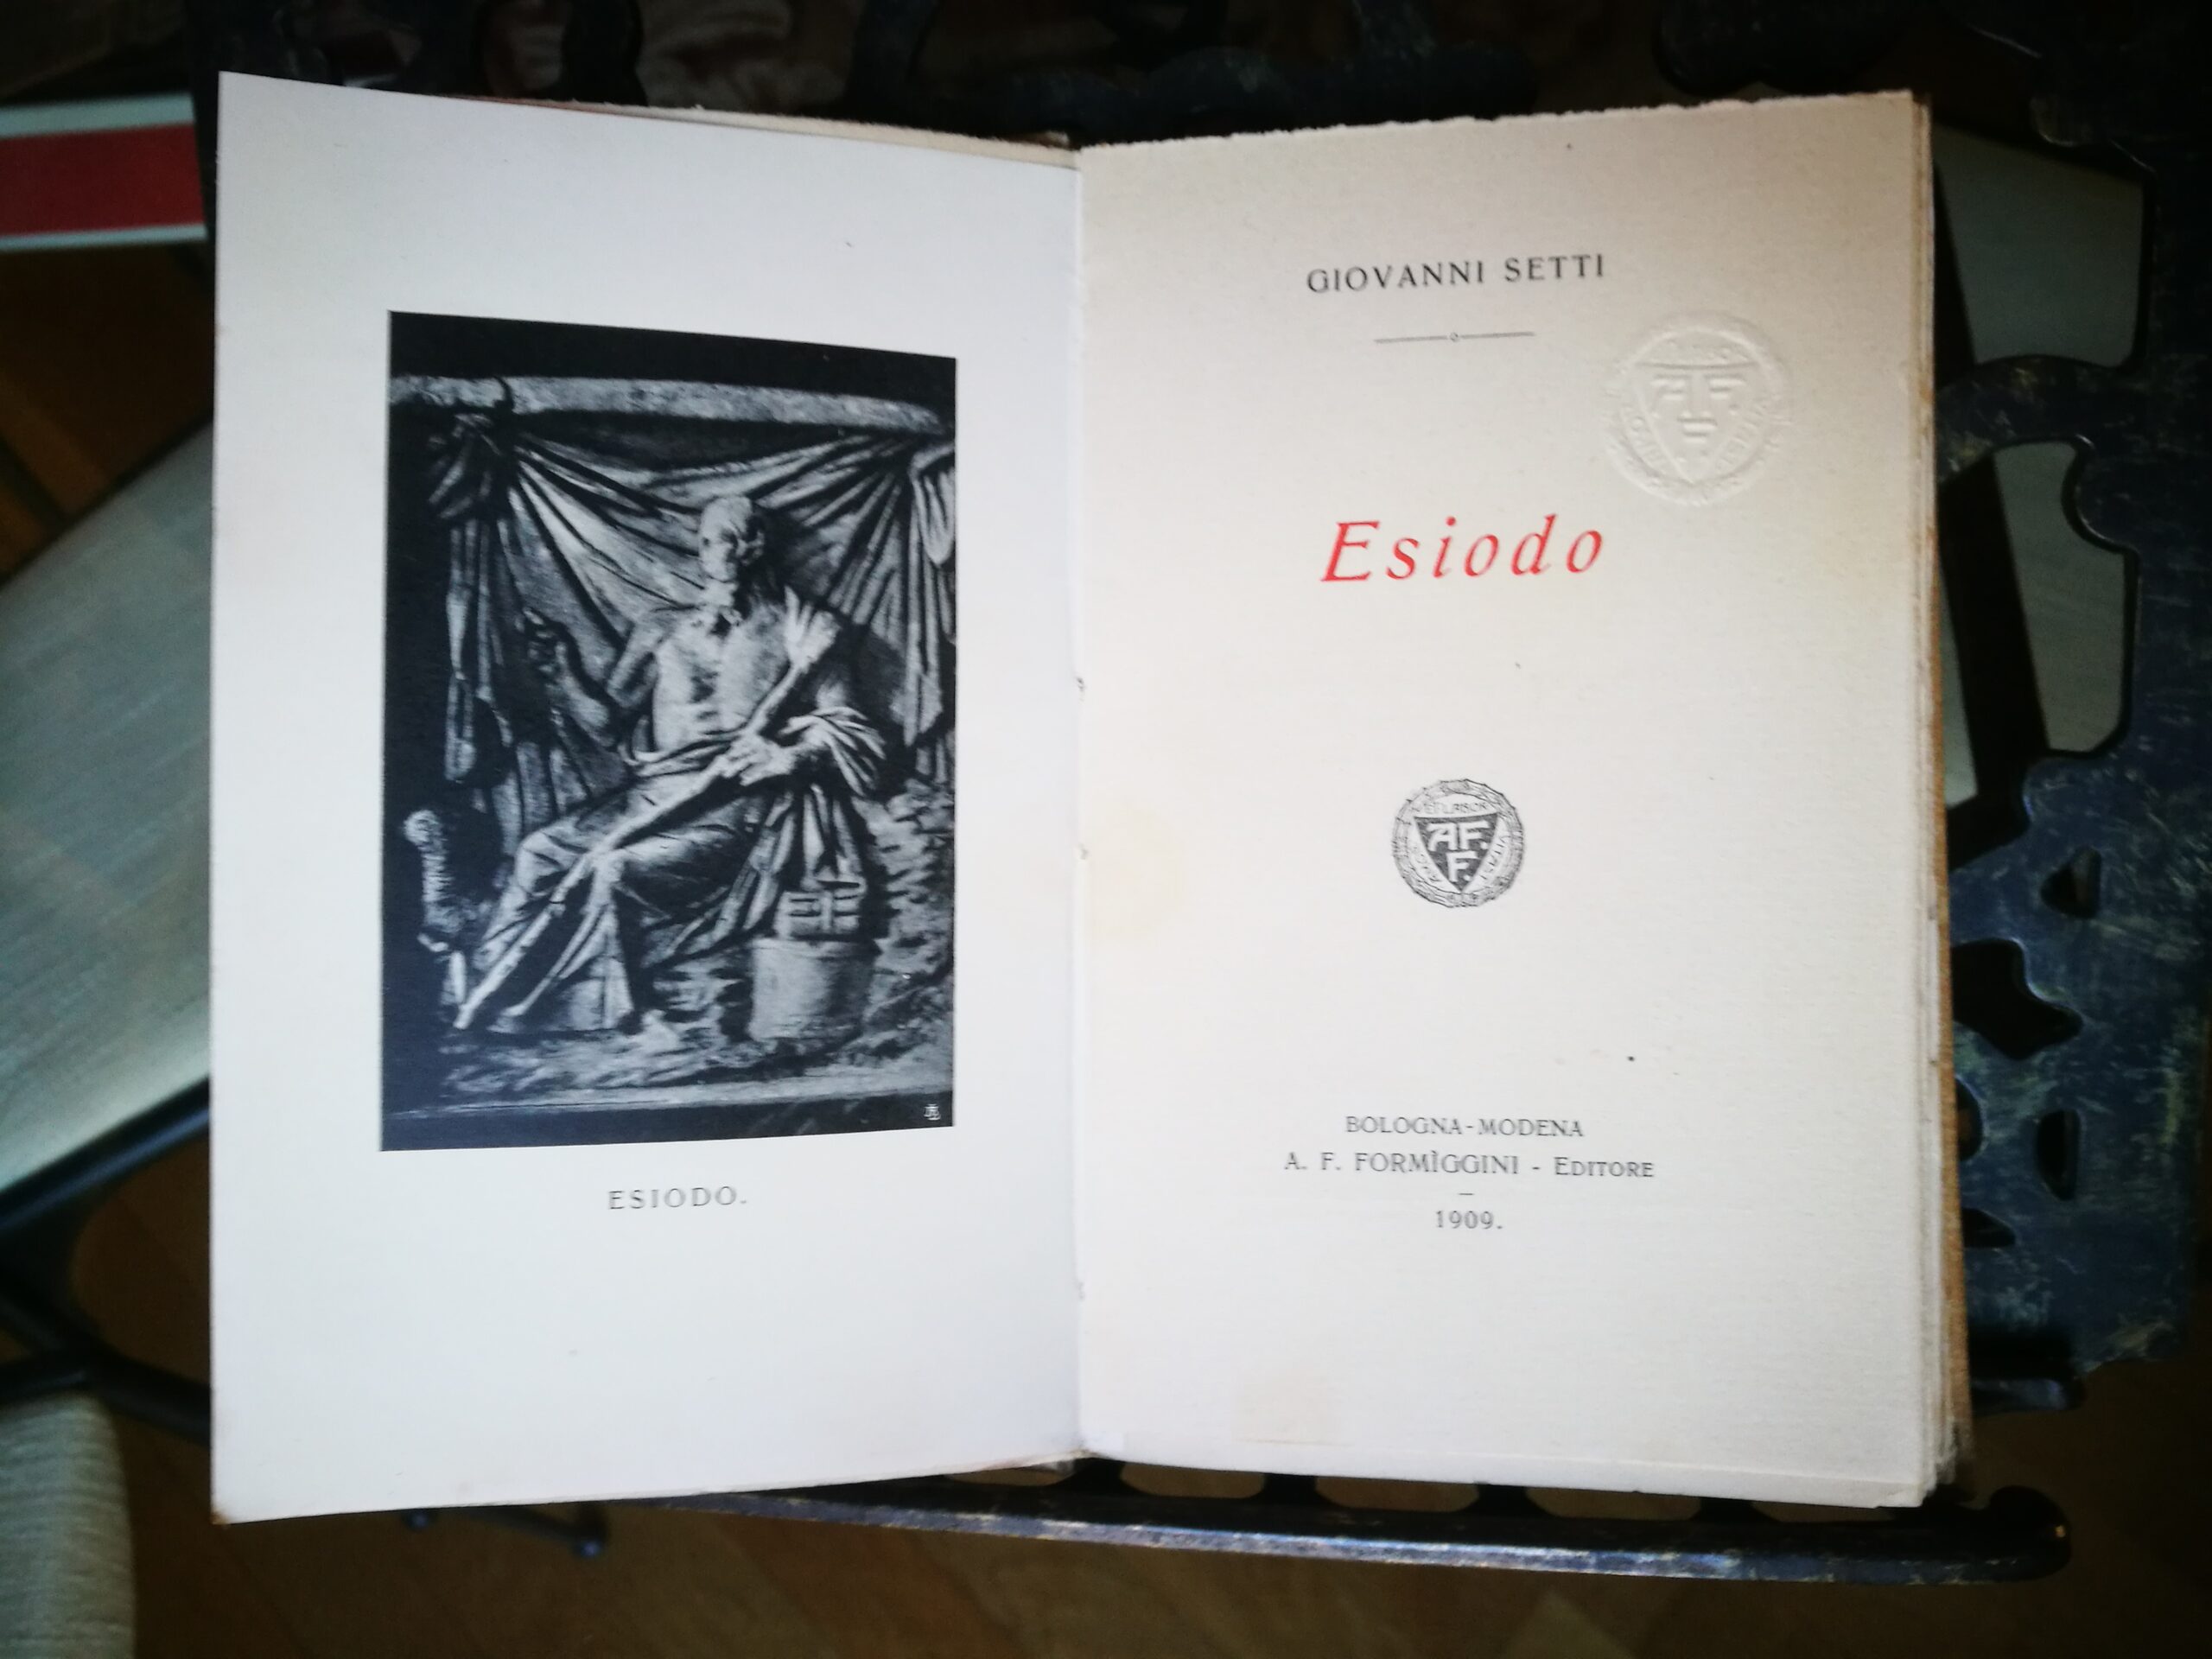 ESIODO.
GIOVANNI SETTI
Esiodo
A F.
F.
BOLOGNA-MODENA
A. F. FORMÌGGINI - EDITORE
1909.